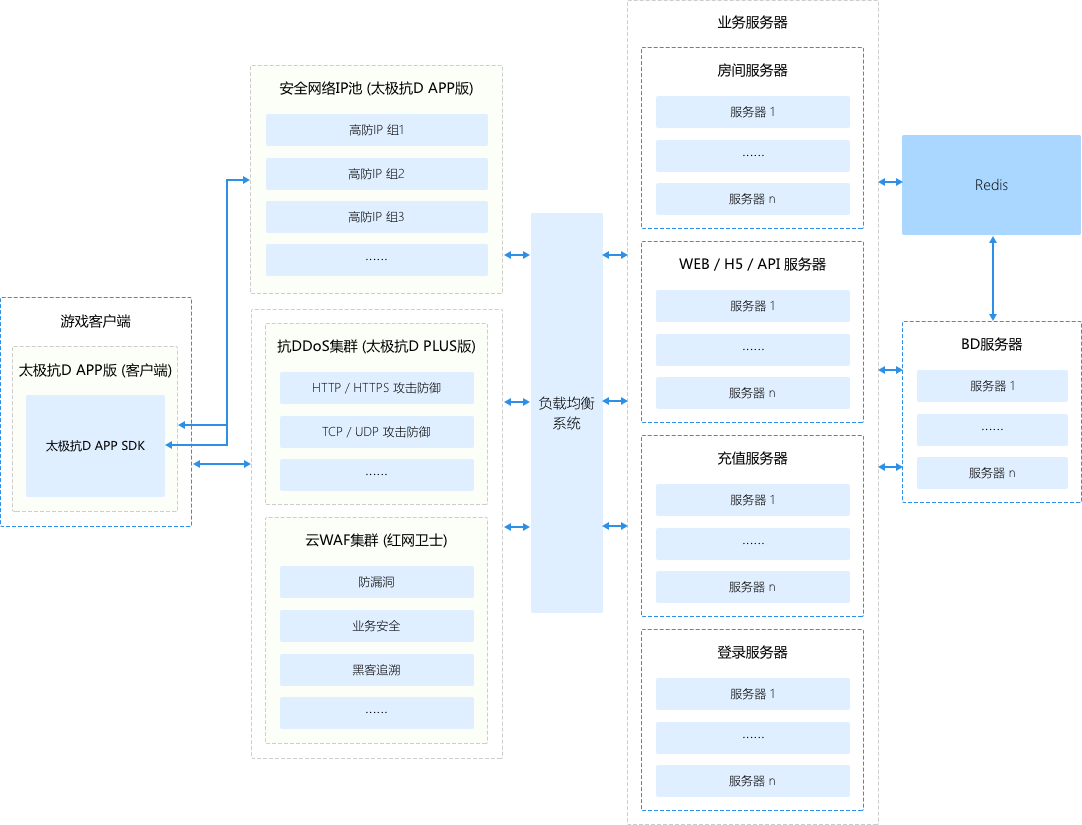 游戏客户端
太极抗D APP版 (客户端)
太极抗D APP SDK
安全网络IP池 (太极抗D APP版)
高防IP 组1
高防IP 组2
高防IP 组3
······
抗DDoS集群 (太极抗D PLUS版)
HTTP / HTTPS 攻击防御
TCP / UDP 攻击防御
······
云WAF集群 (红网卫士)
防漏洞
业务安全
黑客追溯
······
负载均衡
系统
业务服务器
房间服务器
服务器 1
······
服务器 n
WEB / H5 / API 服务器
服务器 1
······
服务器 n
充值服务器
服务器 1
······
服务器 n
登录服务器
服务器 1
······
服务器 n
Redis
BD服务器
服务器 1
······
服务器 n